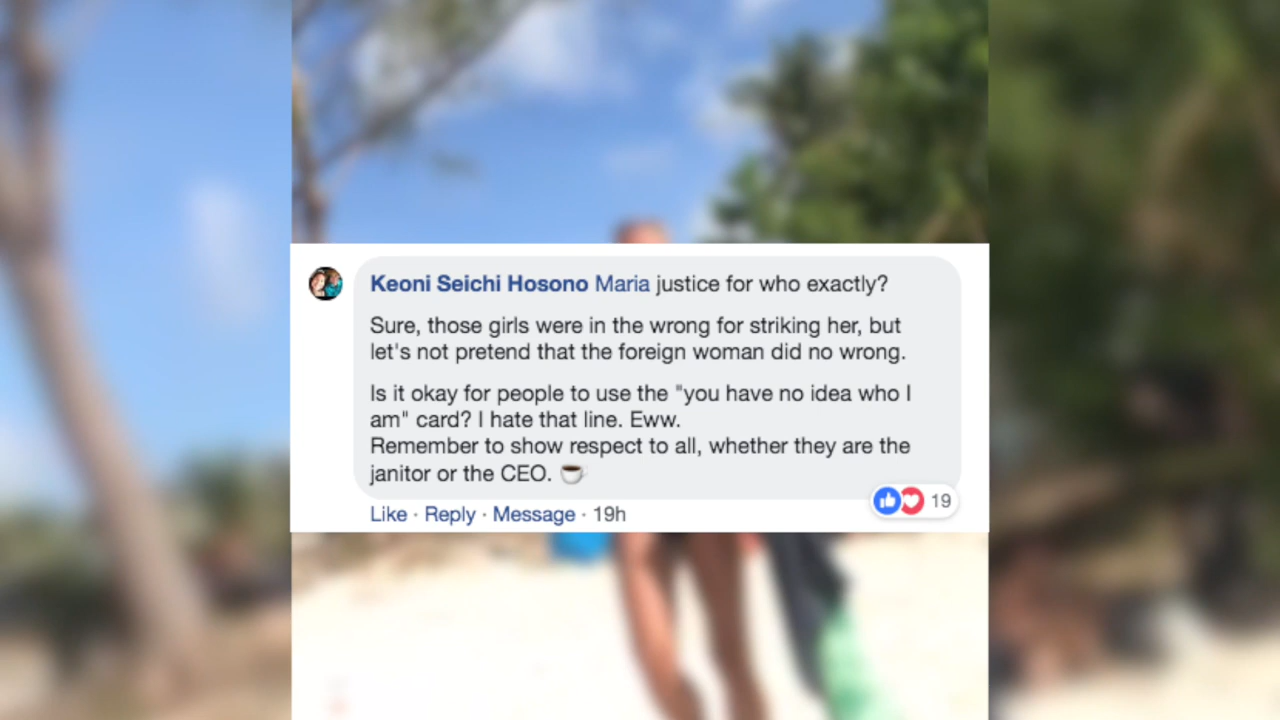 Keoni Seichi Hosono Maria justice for who exactly?
Sure, those girls were in the wrong for striking her, but
let's not pretend that the foreign woman did no wrong.
Is it okay for people to use the "you have no idea who I
am" card? I hate that line. Eww.
Remember to show respect to all, whether they are the
janitor or the CEO. ☕
Like · Reply · Message · 19h
19